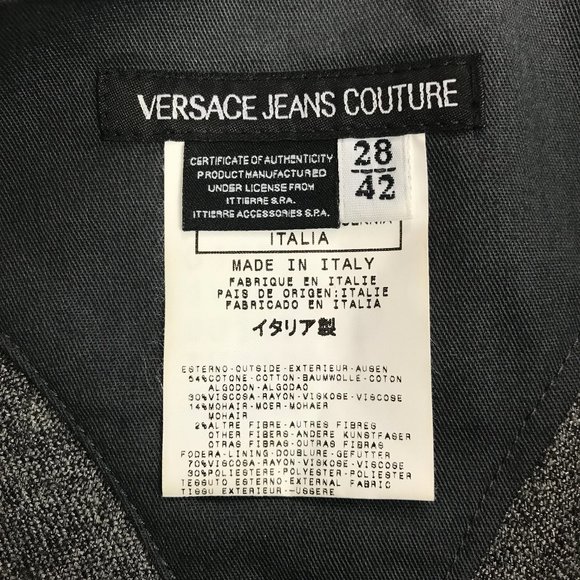 VERSACE JEANS COUTURE
CERTIFICATE OF AUTHENTICITY
PRODUCT MANUFACTURED
UNDER LICENSE FROM
ITTIERRE S.P.A.
ITTIERRE ACCESSORIES S.P.A.
28
42
ITALIA
MADE IN ITALY
FABRIQUE EN ITALIE
PAIS DE ORIGEN:ITALIE
FABRICADO EN ITALIA
イタリア製
ESTERNO-OUTSIDE-EXTERIEUR-AUSEN
54%COTONE-COTTON-BAUMWOLLE-COTON
ALGODON-ALGODAO
30%VISCOSA-RAYON-VISKOSE-VISCOSE
14%MOHAIR-MOER-MOHAER
MOHAIR
2%ALTRE FIBRE-AUTRES FIBRES
OTHER FIBERS-ANDERE KUNSTFASER
OTRAS FIBRAS-OUTRAS FIBRAS
FODERA-LINING-DOUBLURE-GEFUTTER
70%VISCOSA-RAYON-VISKOSE-VISCOSE
30%POLIESTERE-POLYESTER-POLYESTER
TESSUTO ESTERNO-EXTERNAL FABRIC
TISSU EXTERIEUR--USSERE